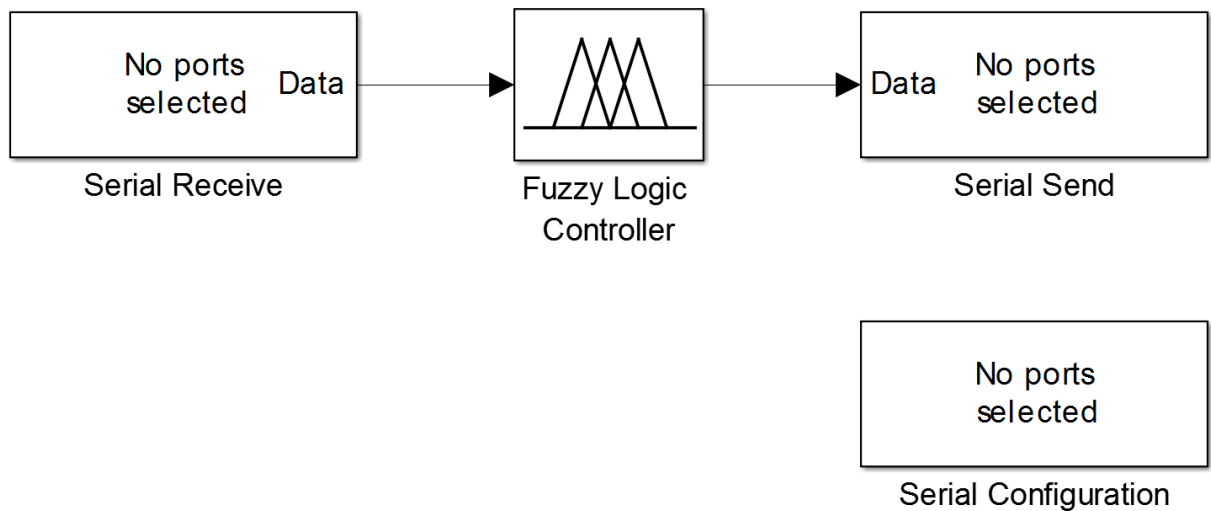 No ports
selected
Data
Serial Receive
Fuzzy Logic
Controller
Data
No ports
selected
Serial Send
No ports
selected
Serial Configuration